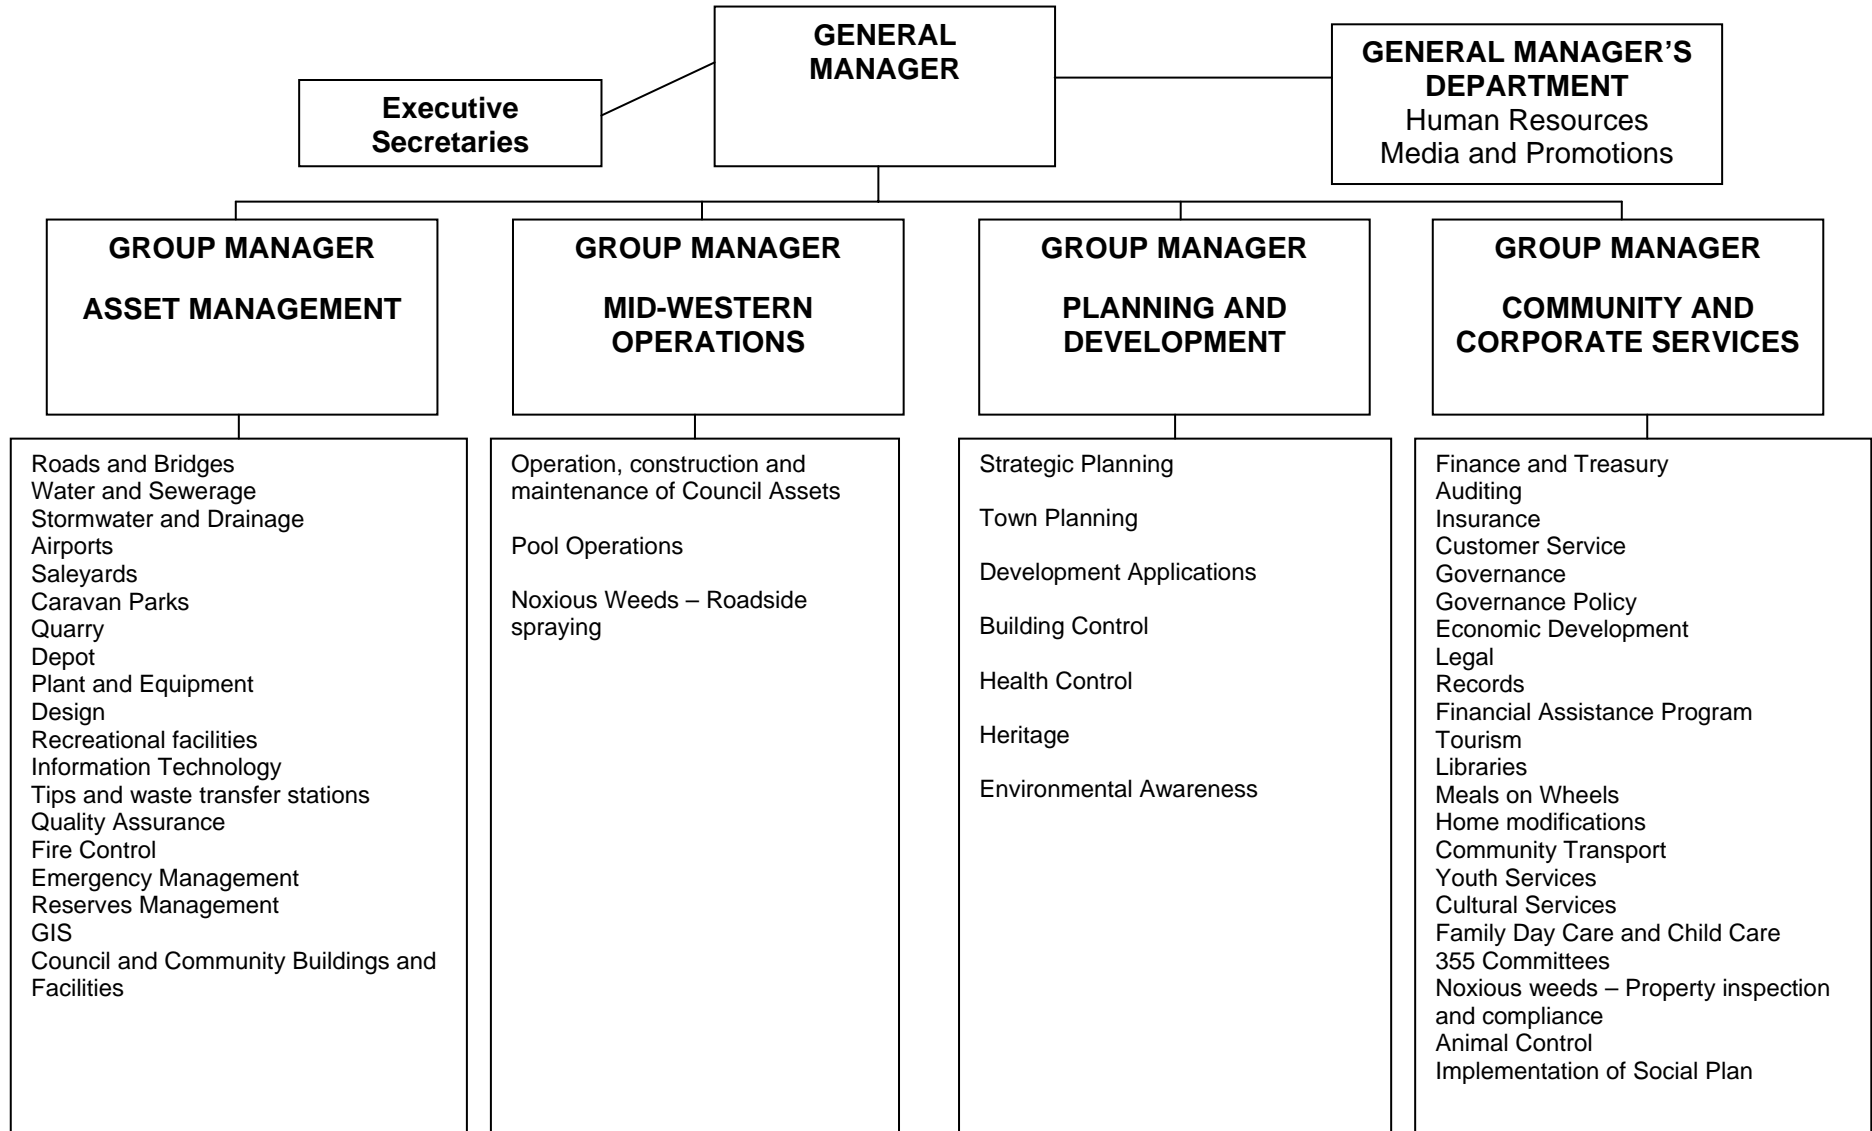 GENERAL
MANAGER
GENERAL MANAGER’S
DEPARTMENT
Human Resources
Media and Promotions
Executive
Secretaries
GROUP MANAGER
ASSET MANAGEMENT
GROUP MANAGER
MID-WESTERN
OPERATIONS
GROUP MANAGER
PLANNING AND
DEVELOPMENT
GROUP MANAGER
COMMUNITY AND
CORPORATE SERVICES
Roads and Bridges
Water and Sewerage
Stormwater and Drainage
Airports
Saleyards
Caravan Parks
Quarry
Depot
Plant and Equipment
Design
Recreational facilities
Information Technology
Tips and waste transfer stations
Quality Assurance
Fire Control
Emergency Management
Reserves Management
GIS
Council and Community Buildings and
Facilities
Operation, construction and
maintenance of Council Assets
Pool Operations
Noxious Weeds – Roadside
spraying
Strategic Planning
Town Planning
Development Applications
Building Control
Health Control
Heritage
Environmental Awareness
Finance and Treasury
Auditing
Insurance
Customer Service
Governance
Governance Policy
Economic Development
Legal
Records
Financial Assistance Program
Tourism
Libraries
Meals on Wheels
Home modifications
Community Transport
Youth Services
Cultural Services
Family Day Care and Child Care
355 Committees
Noxious weeds – Property inspection
and compliance
Animal Control
Implementation of Social Plan